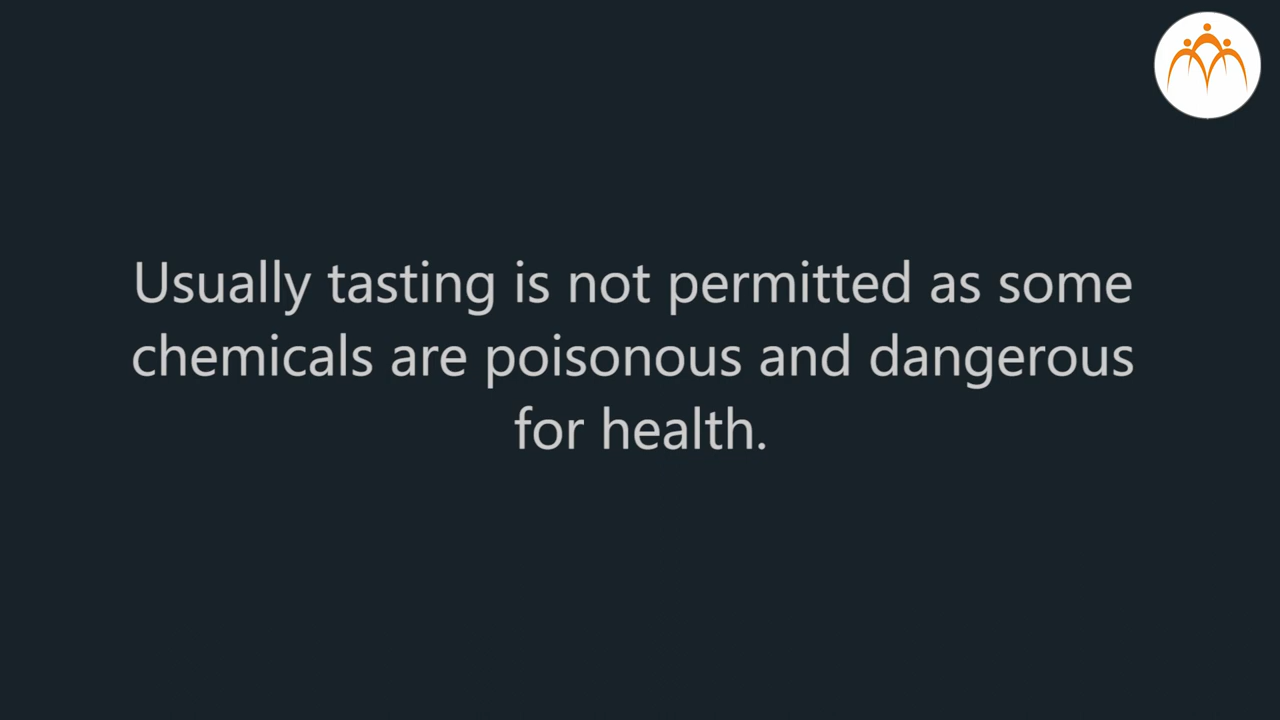 Usually tasting is not permitted as some
chemicals are poisonous and dangerous
for health.